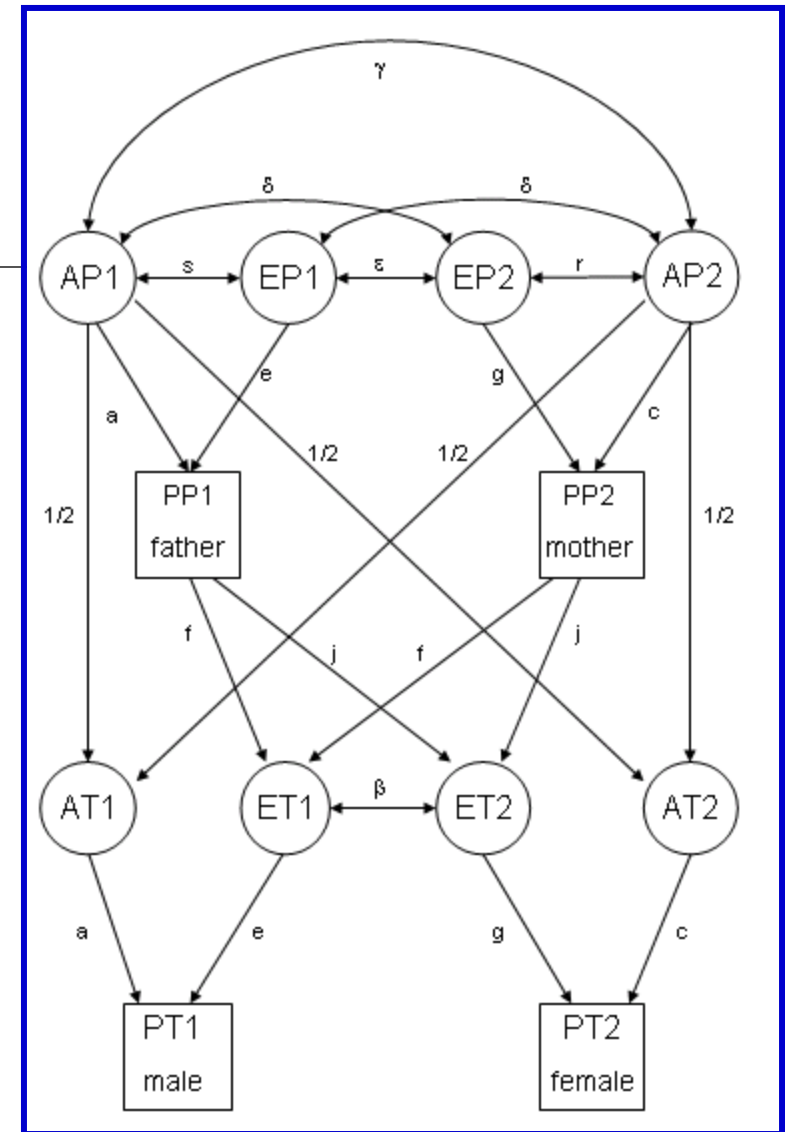 γ
δ δ
AP1 s EP1 ε EP2 r AP2
e g
a c
1/2 1/2
PP1 PP2
1/2 1/2
father mother
f j f j
AT1 ET1 β ET2 AT2
a e g c
PT1 PT2
male female